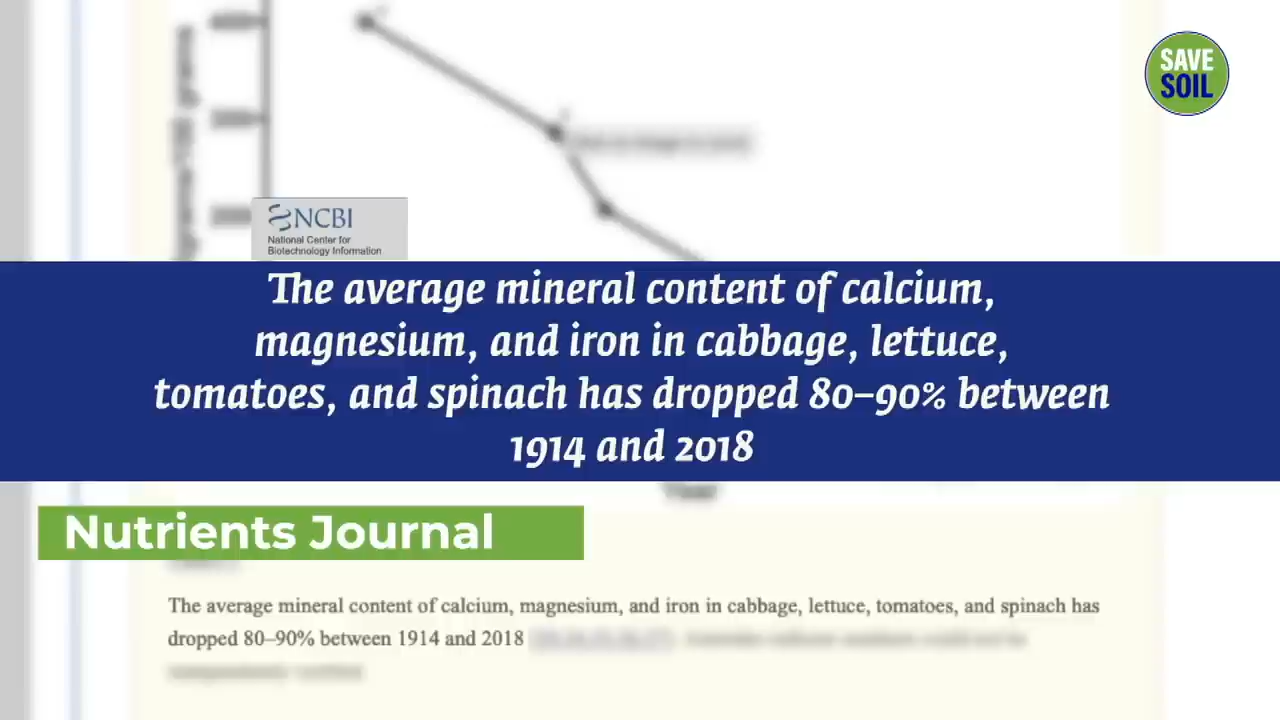 SAVE
SOIL
NCBI
National Center for
Biotechnology Information
The average mineral content of calcium,
magnesium, and iron in cabbage, lettuce,
tomatoes, and spinach has dropped 80–90% between
1914 and 2018
Nutrients Journal
The average mineral content of calcium, magnesium, and iron in cabbage, lettuce, tomatoes, and spinach has
dropped 80–90% between 1914 and 2018